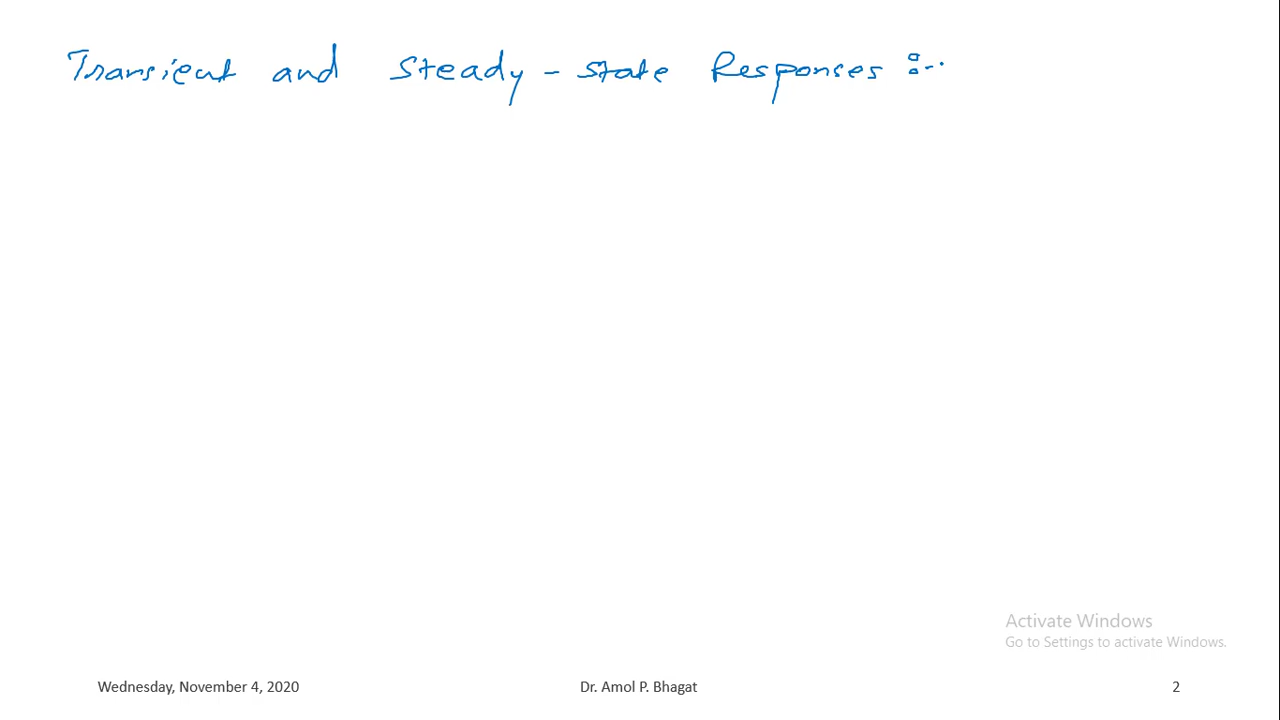 Transient and Steady-state Responses :-
Activate Windows
Go to Settings to activate Windows.
Wednesday, November 4, 2020
Dr. Amol P. Bhagat
2